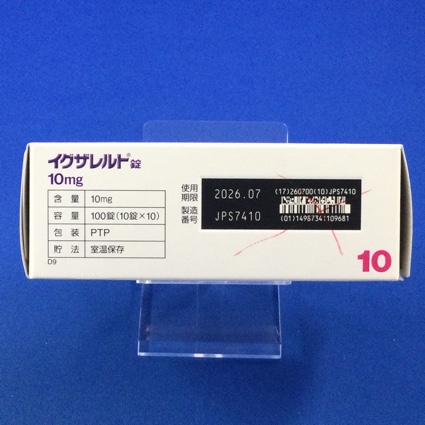 イグザレルト®錠
10mg
含量 10mg
容量 100錠(10錠×10)
包装 PTP
貯法 室温保存
D9
使用期限 2026.07
製造番号 JPS7410
(17)260700(10)JPS7410
(01)14987341109681
10